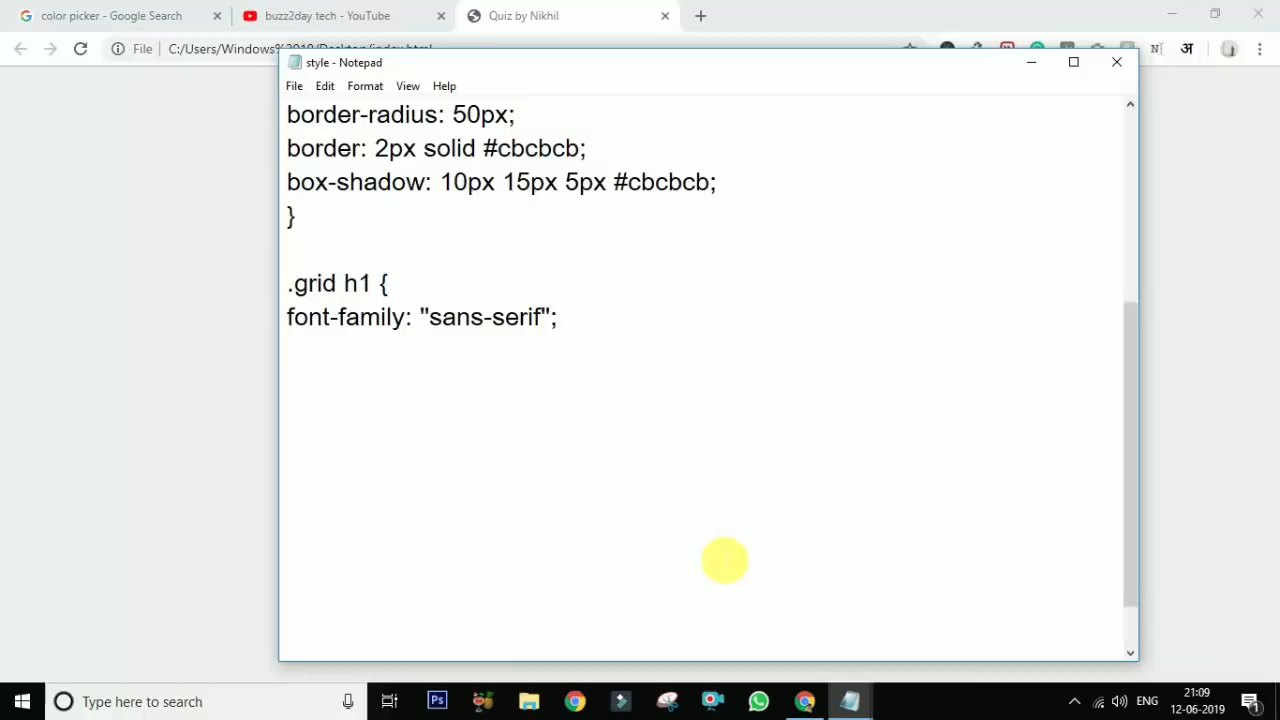 color picker - Google Search
buzz2day tech - YouTube
Quiz by Nikhil
File
style - Notepad
File Edit Format View Help
border-radius: 50px;
border: 2px solid #cbcbcb;
box-shadow: 10px 15px 5px #cbcbcb;
}
.grid h1 {
font-family: "sans-serif";
Ps
Type here to search
ENG
21:09
12-06-2019